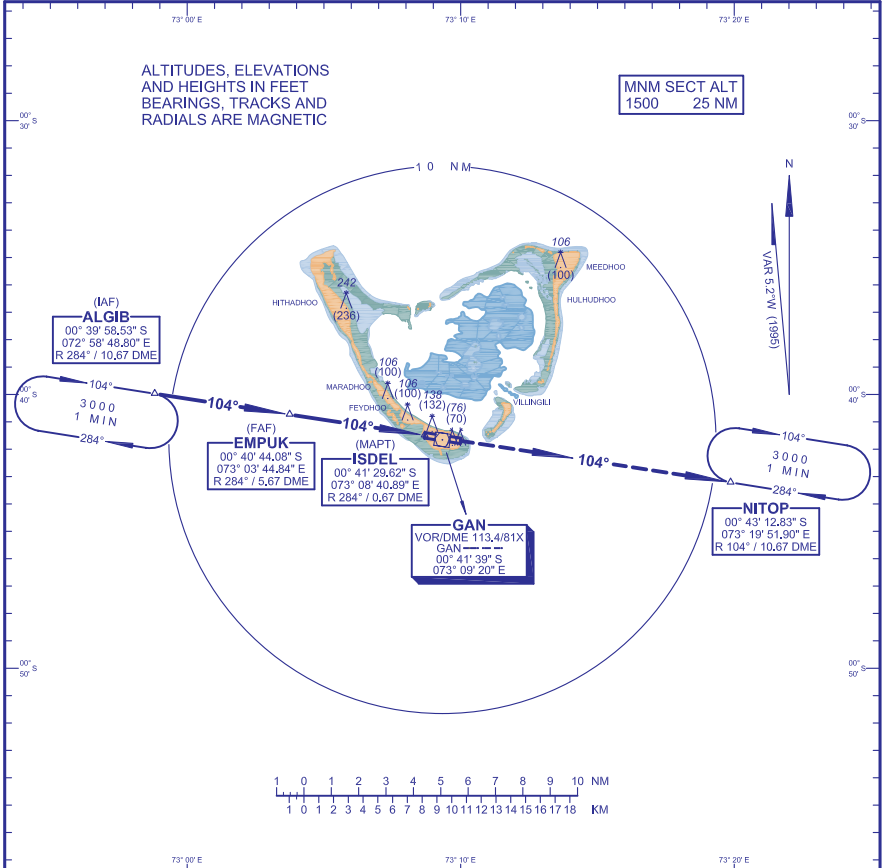 73° 00' E
73° 10' E
73° 20' E
ALTITUDES, ELEVATIONS
AND HEIGHTS IN FEET
BEARINGS, TRACKS AND
RADIALS ARE MAGNETIC
MNM SECT ALT
1500 25 NM
00° 30' S
00° 30' S
10 NM
N
VAR 5.2°W (1995)
106
(100)
MEEDHOO
HULHUDHOO
242
(236)
HITHADHOO
(IAF)
ALGIB
00° 39' 58.53" S
072° 58' 48.80" E
R 284° / 10.67 DME
104°
3000
1 MIN
284°
00° 40' S
00° 40' S
106
(100)
MARADHOO
106
(100)
FEYDHOO
138
(132)
(76)
(70)
VILLINGILI
104°
104°
104°
(FAF)
EMPUK
00° 40' 44.08" S
073° 03' 44.84" E
R 284° / 5.67 DME
(MAPT)
ISDEL
00° 41' 29.62" S
073° 08' 40.89" E
R 284° / 0.67 DME
104°
3000
1 MIN
284°
NITOP
00° 43' 12.83" S
073° 19' 51.90" E
R 104° / 10.67 DME
GAN
VOR/DME 113.4/81X
GAN
00° 41' 39" S
073° 09' 20" E
00° 50' S
00° 50' S
1 0 1 2 3 4 5 6 7 8 9 10 NM
1 0 1 2 3 4 5 6 7 8 9 10 11 12 13 14 15 16 17 18 KM
73° 00' E
73° 10' E
73° 20' E